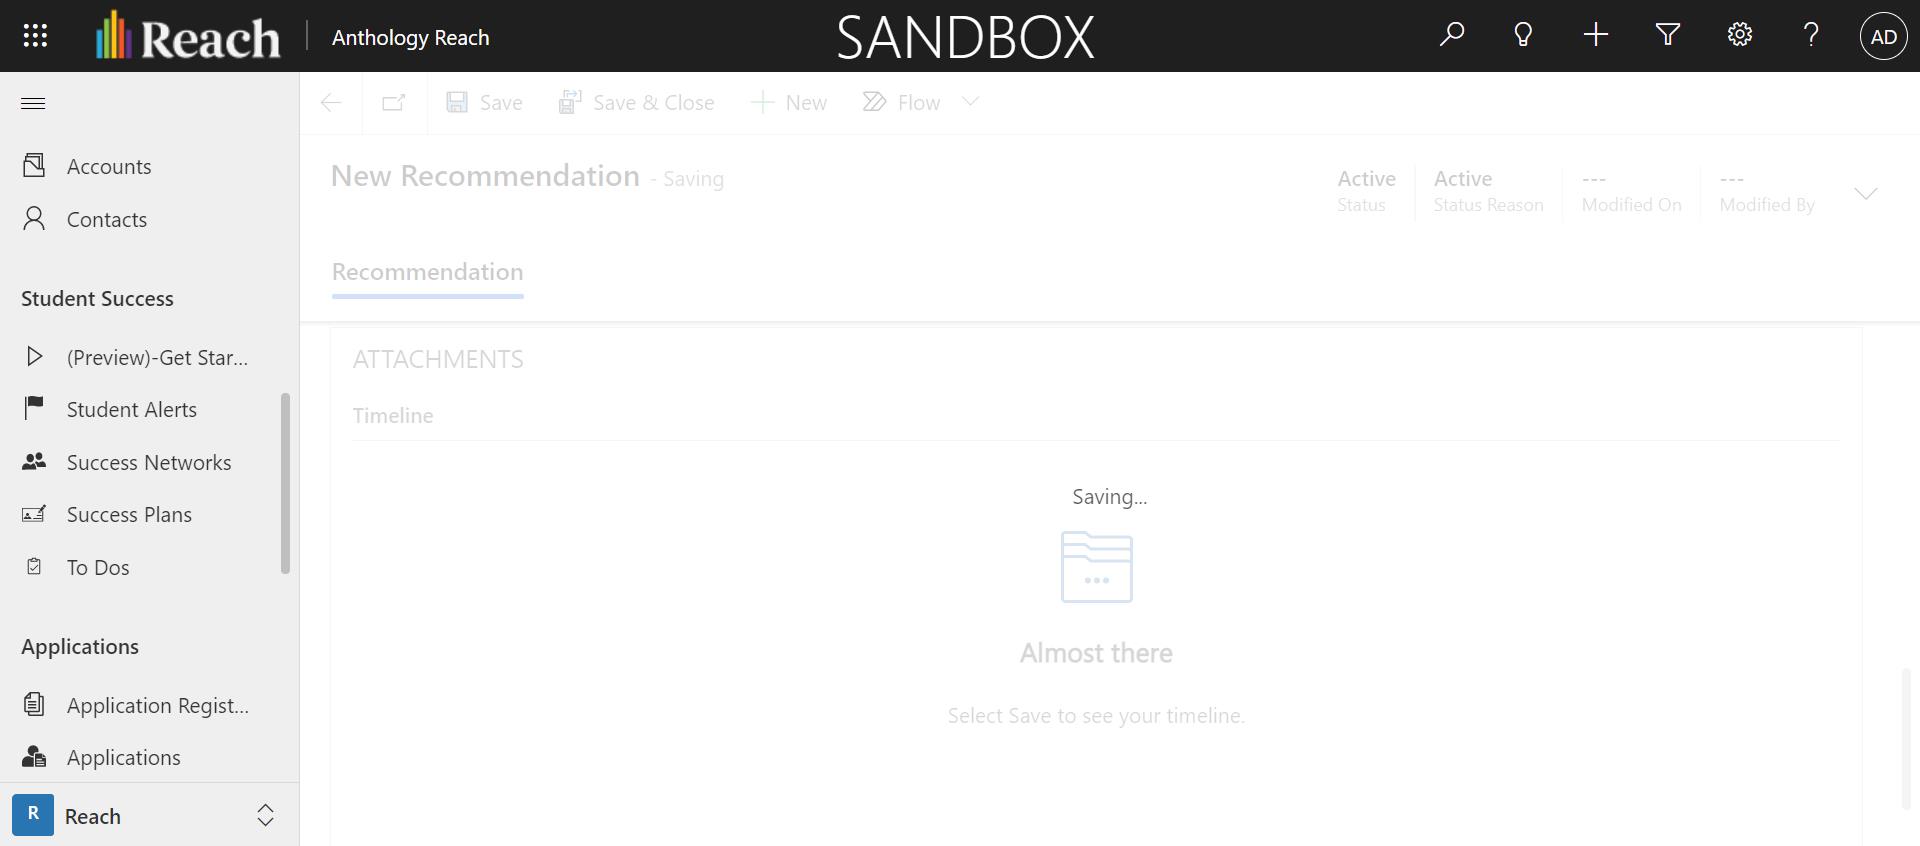 Reach
Anthology Reach
SANDBOX
AD
Save
Save & Close
New
Flow
Accounts
Contacts
Student Success
(Preview)-Get Star...
Student Alerts
Success Networks
Success Plans
To Dos
Applications
Application Regist...
Applications
R
Reach
New Recommendation - Saving
Active
Status
Active
Status Reason
---
Modified On
---
Modified By
Recommendation
ATTACHMENTS
Timeline
Saving...
Almost there
Select Save to see your timeline.